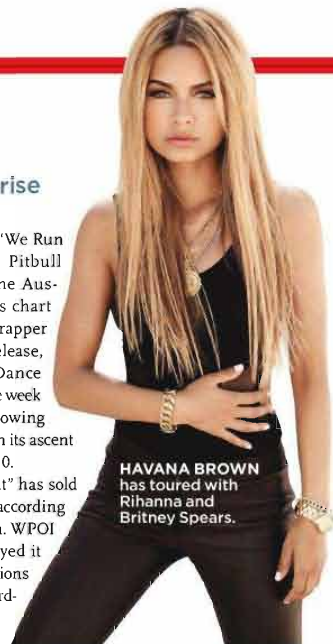 rise
'We Run
Pitbull
he Aus-
s chart
rapper
elease,
Dance
week
owing
n its ascent
0.
t" has sold
according
n. WPOI
yed it
ions
rd-
HAVANA BROWN
has toured with
Rihanna and
Britney Spears.